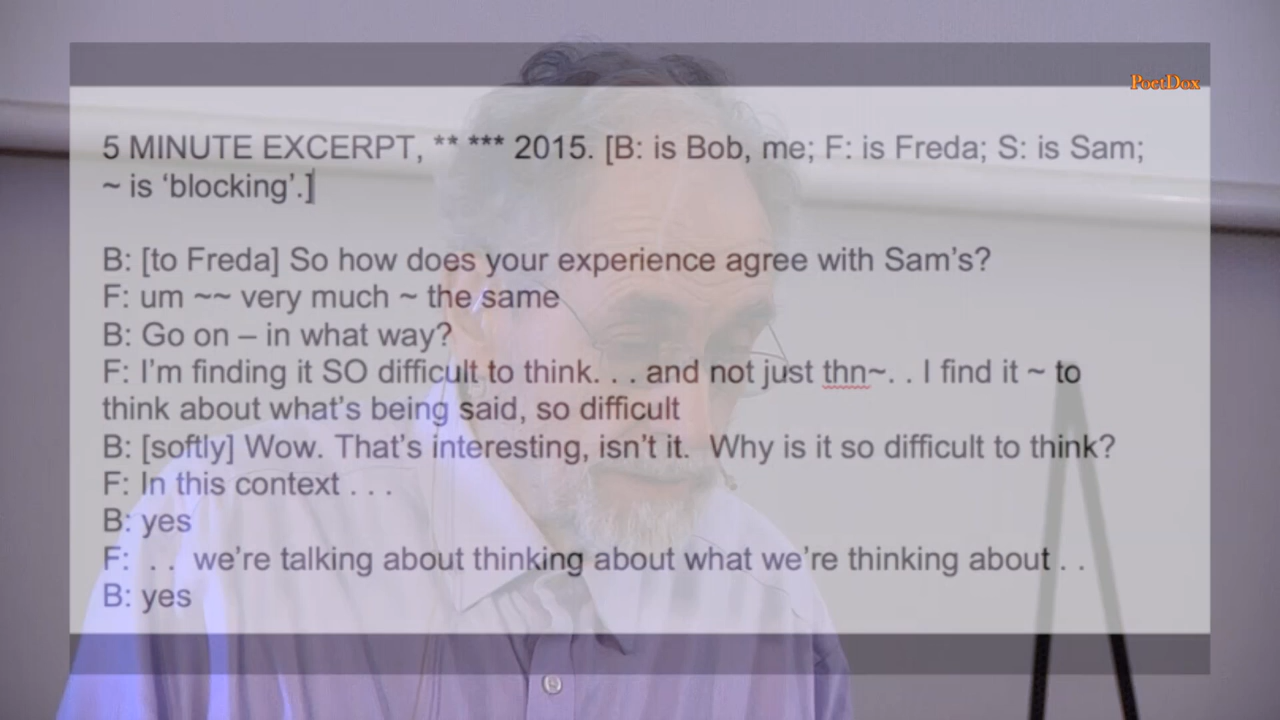 PoetDox
5 MINUTE EXCERPT, ** *** 2015. [B: is Bob, me; F: is Freda; S: is Sam;
~ is ‘blocking’.]
B: [to Freda] So how does your experience agree with Sam’s?
F: um ~~ very much ~ the same
B: Go on – in what way?
F: I’m finding it SO difficult to think. . . and not just thn~. . I find it ~ to
think about what’s being said, so difficult
B: [softly] Wow. That’s interesting, isn’t it. Why is it so difficult to think?
F: In this context . . .
B: yes
F: . . we’re talking about thinking about what we’re thinking about . .
B: yes